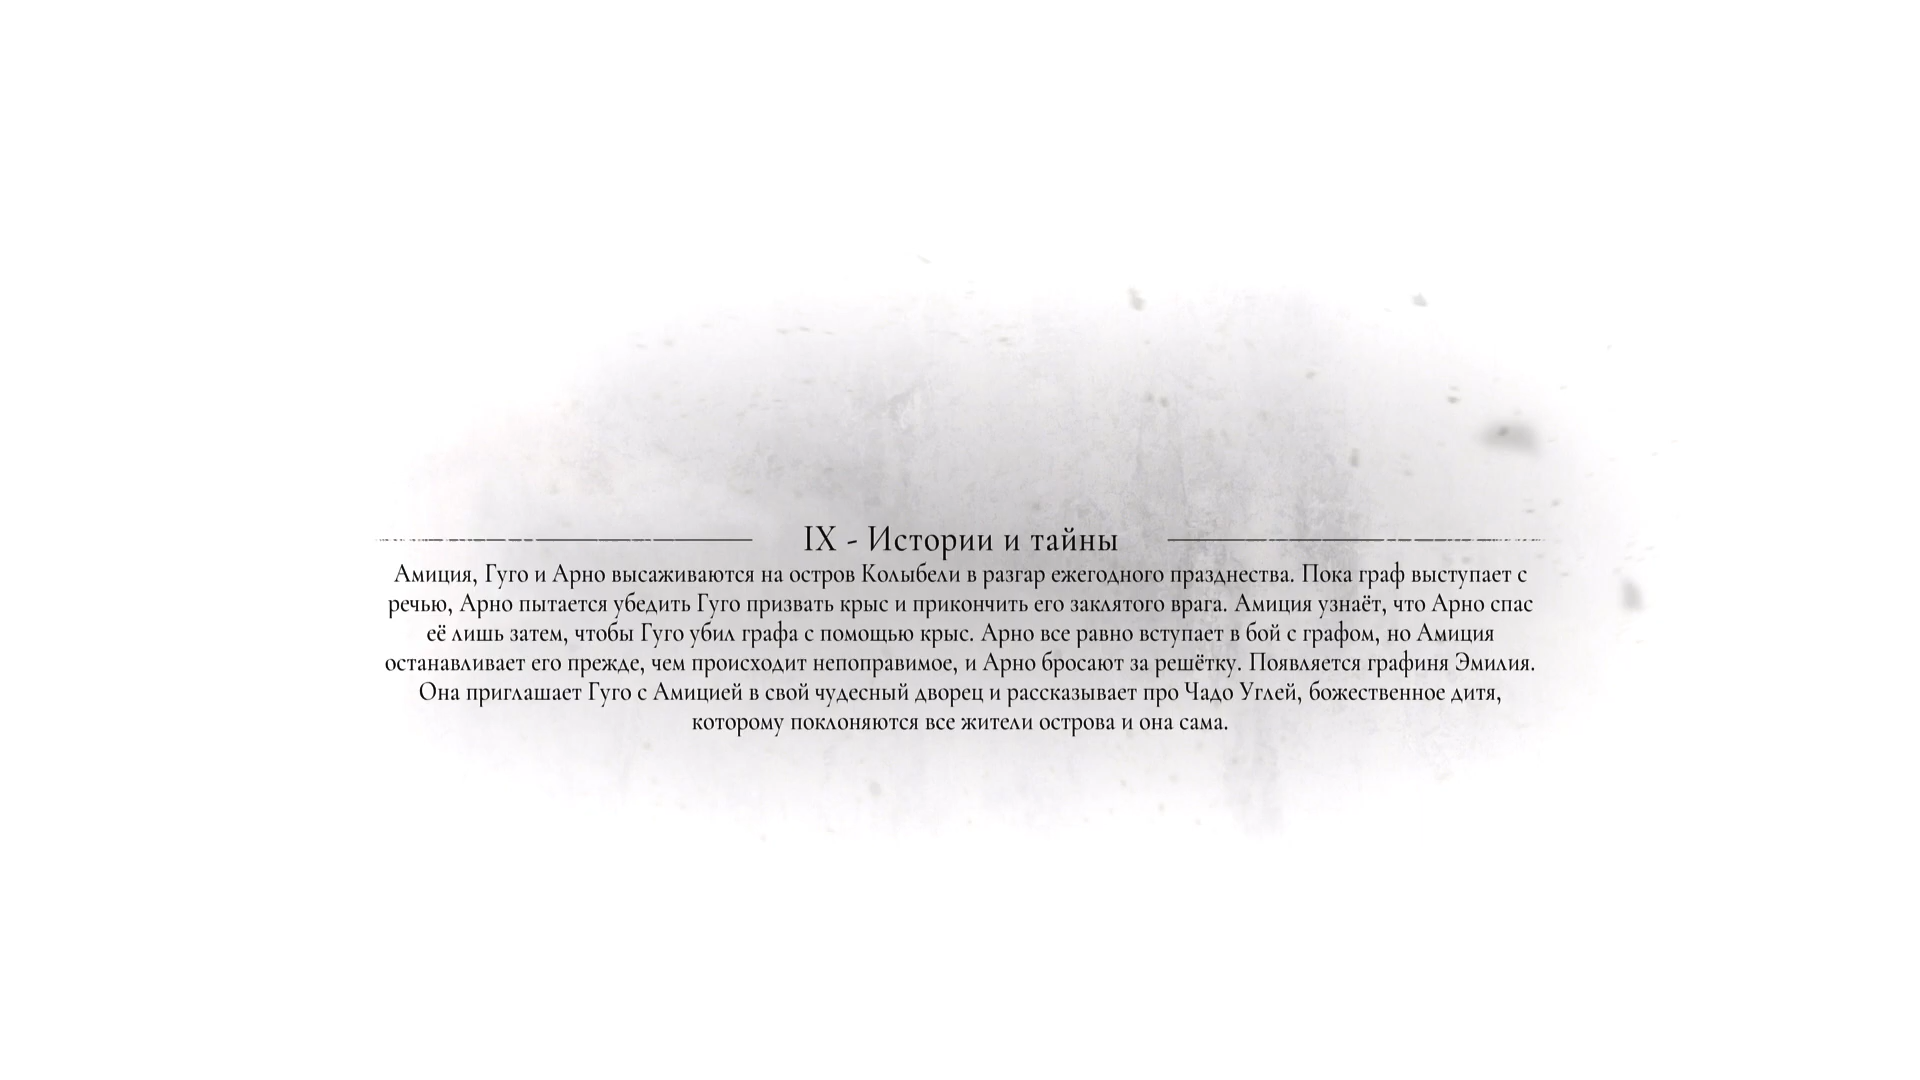 IX - Истории и тайны
Амиция, Гуго и Арно высаживаются на остров Колыбели в разгар ежегодного празднества. Пока граф выступает с
речью, Арно пытается убедить Гуго призвать крыс и прикончить его заклятого врага. Амиция узнаёт, что Арно спас
её лишь затем, чтобы Гуго убил графа с помощью крыс. Арно все равно вступает в бой с графом, но Амиция
останавливает его прежде, чем происходит непоправимое, и Арно бросают за решётку. Появляется графиня Эмилия.
Она приглашает Гуго с Амицией в свой чудесный дворец и рассказывает про Чадо Углей, божественное дитя,
которому поклоняются все жители острова и она сама.